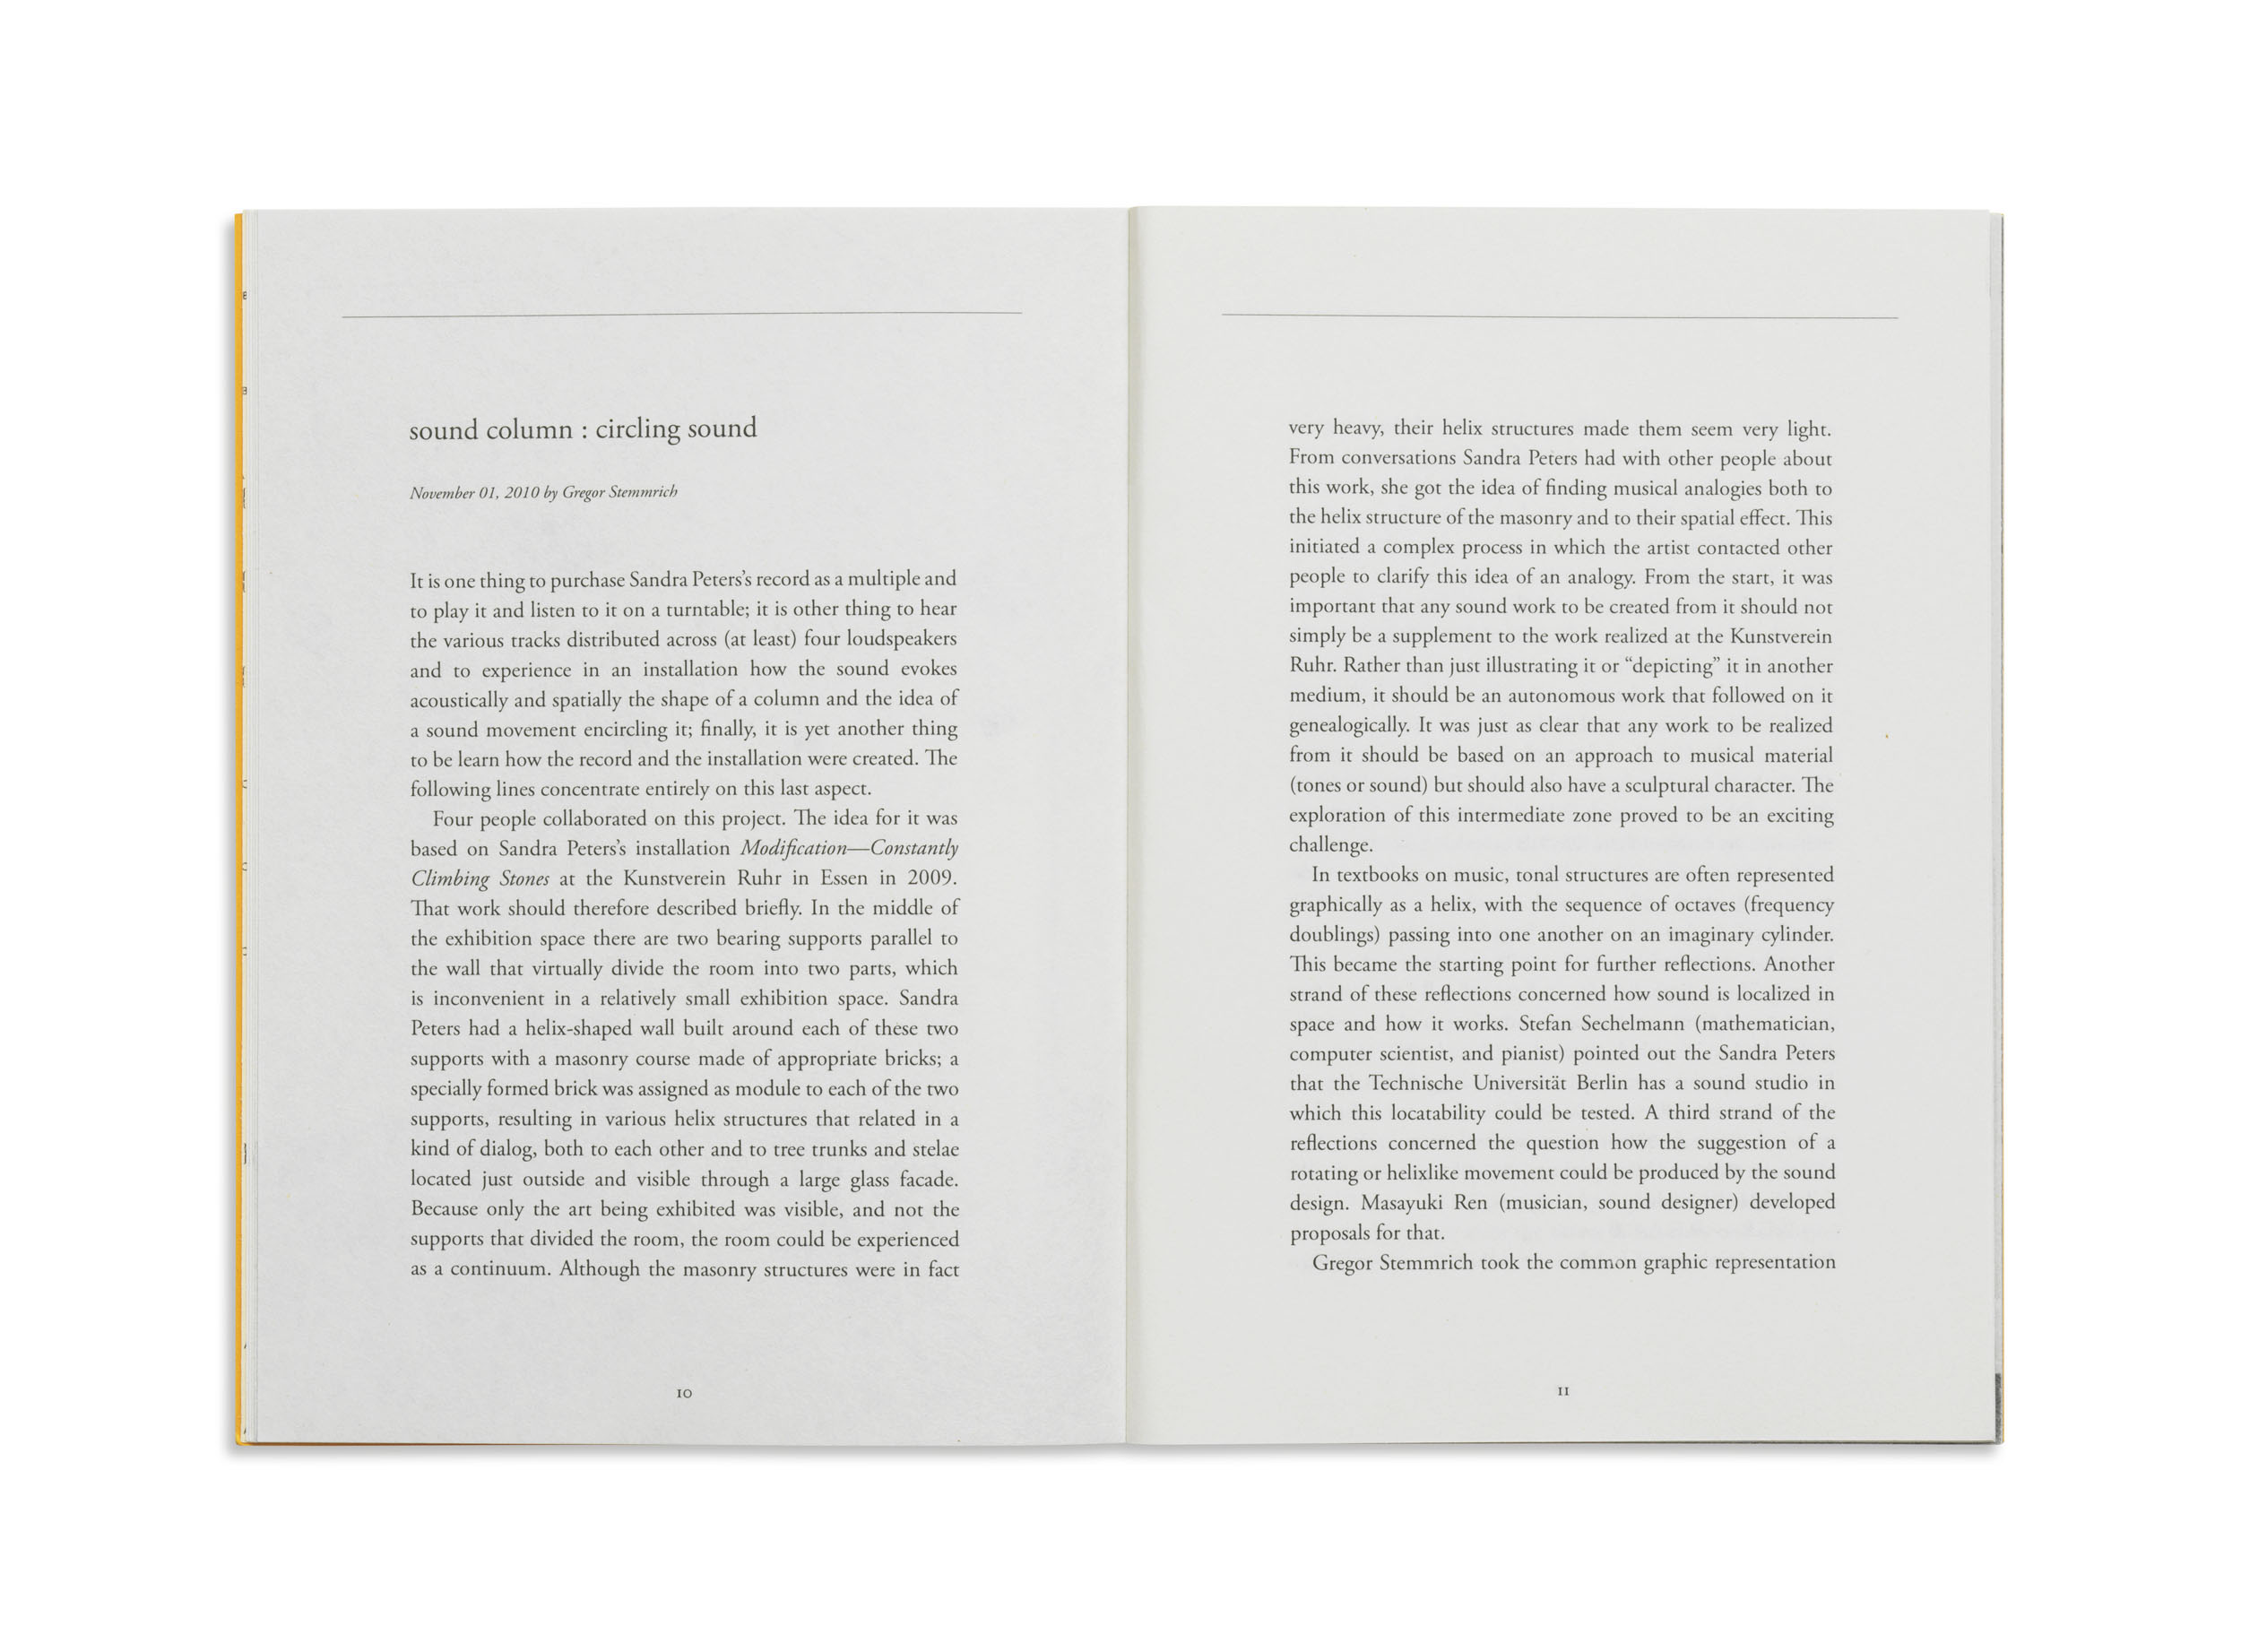 sound column : circling sound
November 01, 2010 by Gregor Stemmrich
It is one thing to purchase Sandra Peters’s record as a multiple and
to play it and listen to it on a turntable; it is other thing to hear
the various tracks distributed across (at least) four loudspeakers
and to experience in an installation how the sound evokes
acoustically and spatially the shape of a column and the idea of
a sound movement encircling it; finally, it is yet another thing
to be learn how the record and the installation were created. The
following lines concentrate entirely on this last aspect.
Four people collaborated on this project. The idea for it was
based on Sandra Peters’s installation Modification—Constantly
Climbing Stones at the Kunstverein Ruhr in Essen in 2009.
That work should therefore described briefly. In the middle of
the exhibition space there are two bearing supports parallel to
the wall that virtually divide the room into two parts, which
is inconvenient in a relatively small exhibition space. Sandra
Peters had a helix-shaped wall built around each of these two
supports with a masonry course made of appropriate bricks; a
specially formed brick was assigned as module to each of the two
supports, resulting in various helix structures that related in a
kind of dialog, both to each other and to tree trunks and stelae
located just outside and visible through a large glass facade.
Because only the art being exhibited was visible, and not the
supports that divided the room, the room could be experienced
as a continuum. Although the masonry structures were in fact
10
very heavy, their helix structures made them seem very light.
From conversations Sandra Peters had with other people about
this work, she got the idea of finding musical analogies both to
the helix structure of the masonry and to their spatial effect. This
initiated a complex process in which the artist contacted other
people to clarify this idea of an analogy. From the start, it was
important that any sound work to be created from it should not
simply be a supplement to the work realized at the Kunstverein
Ruhr. Rather than just illustrating it or “depicting” it in another
medium, it should be an autonomous work that followed on it
genealogically. It was just as clear that any work to be realized
from it should be based on an approach to musical material
(tones or sound) but should also have a sculptural character. The
exploration of this intermediate zone proved to be an exciting
challenge.
In textbooks on music, tonal structures are often represented
graphically as a helix, with the sequence of octaves (frequency
doublings) passing into one another on an imaginary cylinder.
This became the starting point for further reflections. Another
strand of these reflections concerned how sound is localized in
space and how it works. Stefan Sechelmann (mathematician,
computer scientist, and pianist) pointed out the Sandra Peters
that the Technische Universität Berlin has a sound studio in
which this locatability could be tested. A third strand of the
reflections concerned the question how the suggestion of a
rotating or helixlike movement could be produced by the sound
design. Masayuki Ren (musician, sound designer) developed
proposals for that.
Gregor Stemmrich took the common graphic representation
11